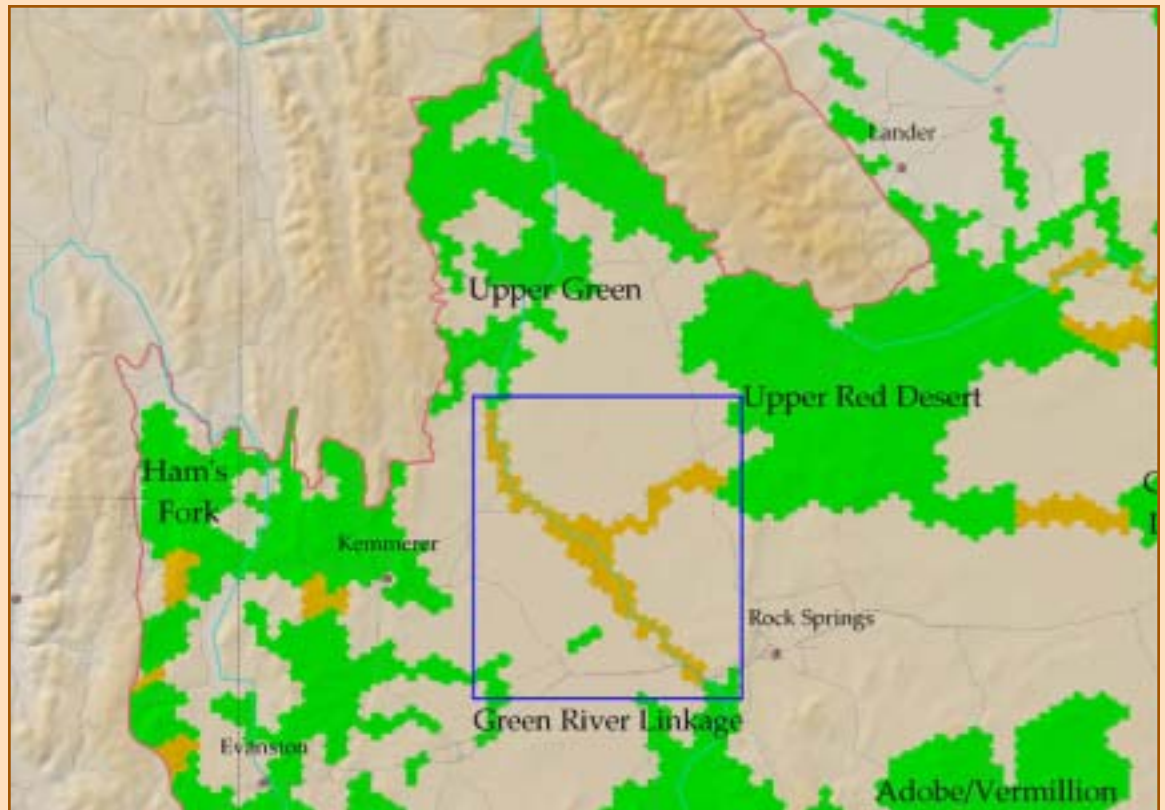 Lander
Upper Green
Upper Red Desert
Ham's
Fork
Kemmerer
Rock Springs
Green River Linkage
Evanston
Adobe/Vermillion